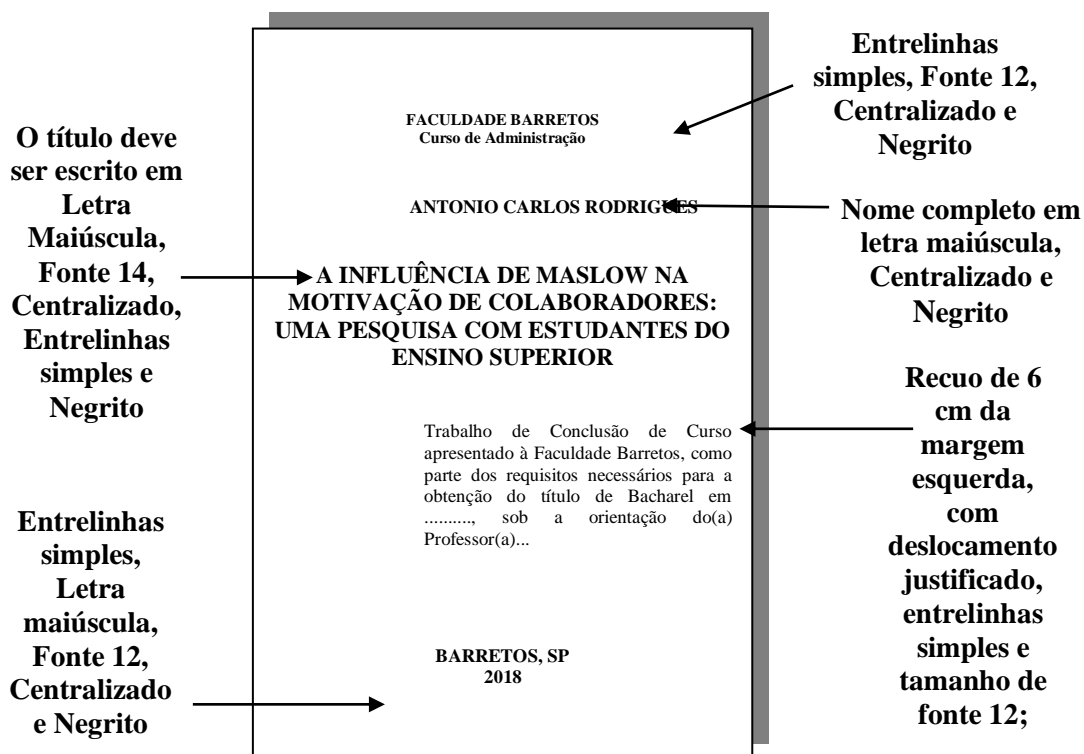 Entrelinhas
simples, Fonte 12,
Centralizado e
Negrito
FACULDADE BARRETOS
Curso de Administração
O título deve
ser escrito em
Letra
Maiúscula,
Fonte 14,
Centralizado,
Entrelinhas
simples e
Negrito
ANTONIO CARLOS RODRIGUES
Nome completo em
letra maiúscula,
Centralizado e
Negrito
A INFLUÊNCIA DE MASLOW NA
MOTIVAÇÃO DE COLABORADORES:
UMA PESQUISA COM ESTUDANTES DO
ENSINO SUPERIOR
Recuo de 6
cm da
margem
esquerda,
com
deslocamento
justificado,
entrelinhas
simples e
tamanho de
fonte 12;
Trabalho de Conclusão de Curso
apresentado à Faculdade Barretos, como
parte dos requisitos necessários para a
obtenção do título de Bacharel em
.........., sob a orientação do(a)
Professor(a)...
Entrelinhas
simples,
Letra
maiúscula,
Fonte 12,
Centralizado
e Negrito
BARRETOS, SP
2018